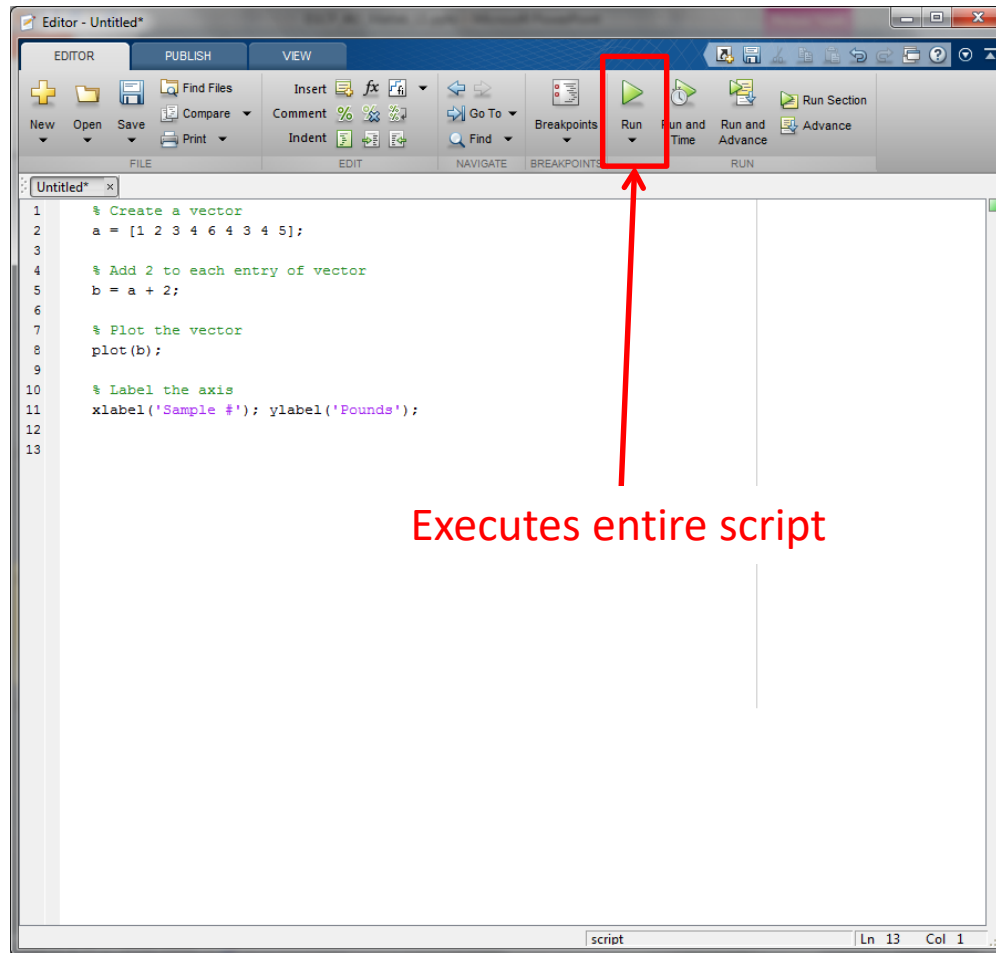 Editor - Untitled*
EDITOR PUBLISH VIEW
Find Files Insert fx
New Open Save Compare Comment Go To Breakpoints Run Run and Time Run and Advance Run Section
Print Indent Find Advance
FILE EDIT NAVIGATE BREAKPOINTS RUN
Untitled* ×
1 % Create a vector
2 a = [1 2 3 4 6 4 3 4 5];
3
4 % Add 2 to each entry of vector
5 b = a + 2;
6
7 % Plot the vector
8 plot(b);
9
10 % Label the axis
11 xlabel('Sample #'); ylabel('Pounds');
12
13
Executes entire script
script Ln 13 Col 1